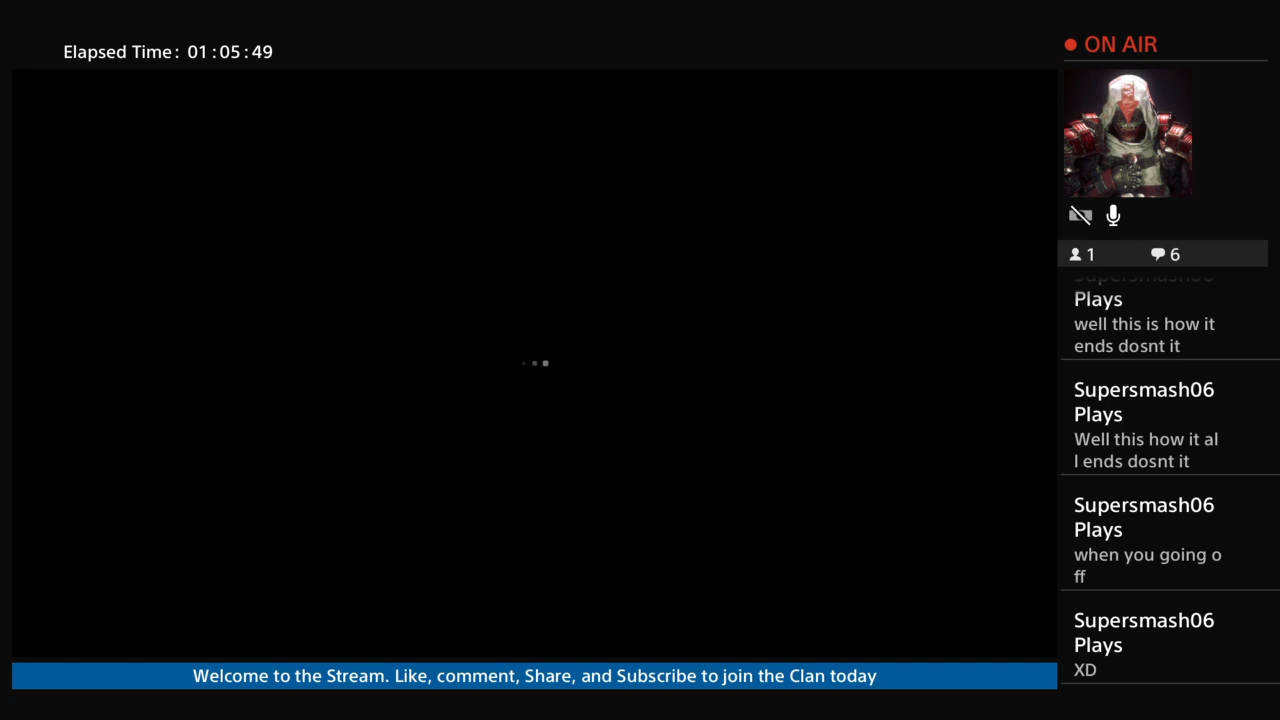 Elapsed Time: 01:05:49
ON AIR
1
6
Supersmash06
Plays
well this is how it
ends dosnt it
Supersmash06
Plays
Well this how it al
l ends dosnt it
Supersmash06
Plays
when you going o
ff
Supersmash06
Plays
XD
Welcome to the Stream. Like, comment, Share, and Subscribe to join the Clan today